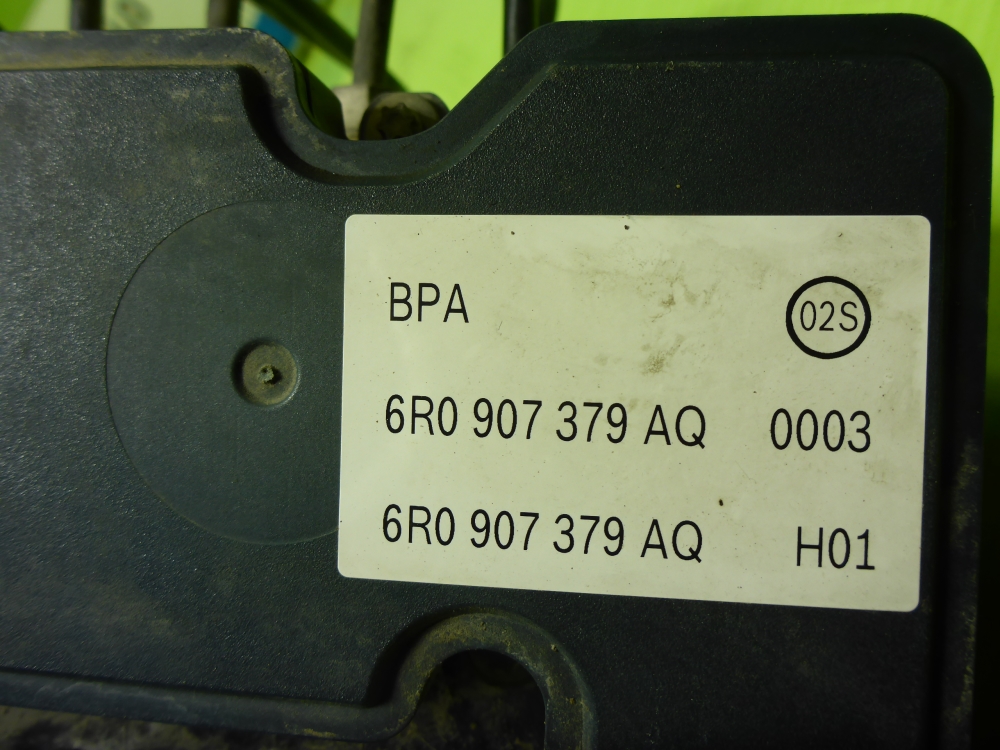 BPA 02S
6R0 907 379 AQ 0003
6R0 907 379 AQ H01